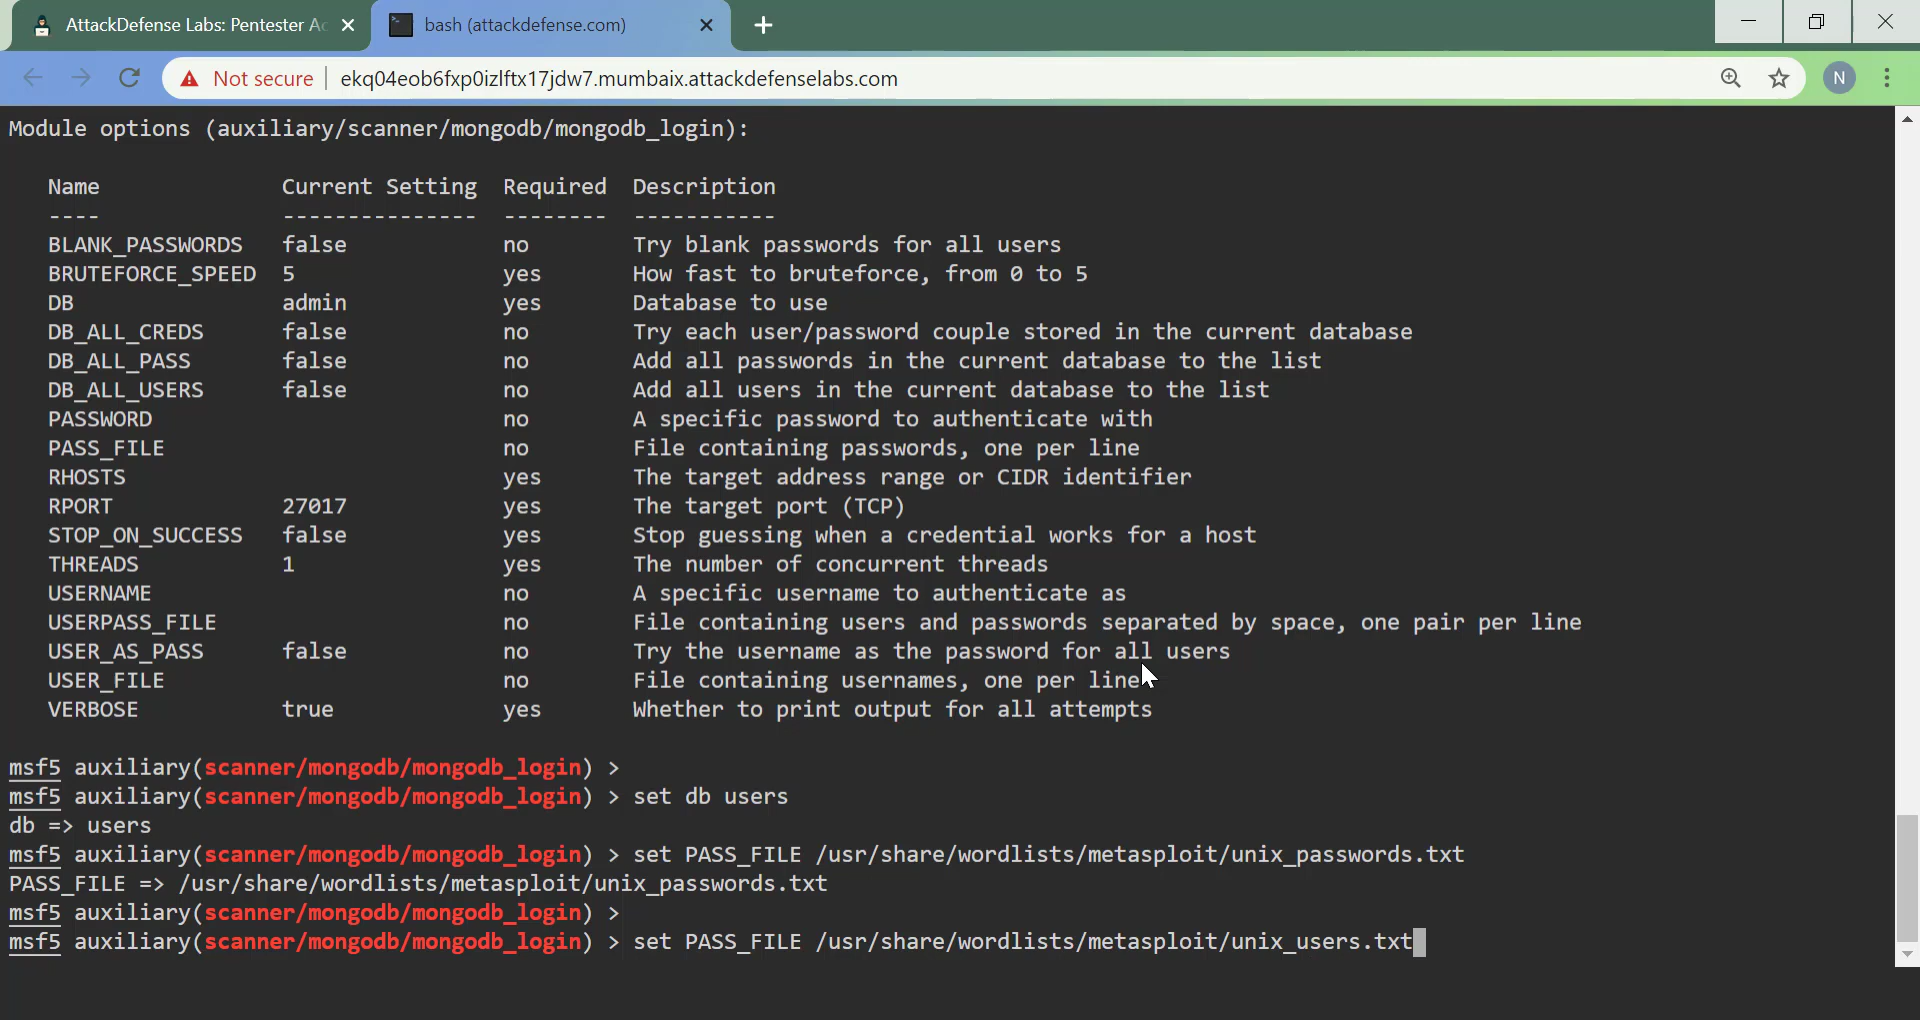 AttackDefense Labs: Pentester Ac
bash (attackdefense.com)
Not secure
ekq04eob6fxp0izlftx17jdw7.mumbaix.attackdefenselabs.com
N
Module options (auxiliary/scanner/mongodb/mongodb_login):
Name Current Setting Required Description
---- --------------- -------- -----------
BLANK_PASSWORDS false no Try blank passwords for all users
BRUTEFORCE_SPEED 5 yes How fast to bruteforce, from 0 to 5
DB admin yes Database to use
DB_ALL_CREDS false no Try each user/password couple stored in the current database
DB_ALL_PASS false no Add all passwords in the current database to the list
DB_ALL_USERS false no Add all users in the current database to the list
PASSWORD no A specific password to authenticate with
PASS_FILE no File containing passwords, one per line
RHOSTS yes The target address range or CIDR identifier
RPORT 27017 yes The target port (TCP)
STOP_ON_SUCCESS false yes Stop guessing when a credential works for a host
THREADS 1 yes The number of concurrent threads
USERNAME no A specific username to authenticate as
USERPASS_FILE no File containing users and passwords separated by space, one pair per line
USER_AS_PASS false no Try the username as the password for all users
USER_FILE no File containing usernames, one per line
VERBOSE true yes Whether to print output for all attempts
msf5 auxiliary(scanner/mongodb/mongodb_login) >
msf5 auxiliary(scanner/mongodb/mongodb_login) > set db users
db => users
msf5 auxiliary(scanner/mongodb/mongodb_login) > set PASS_FILE /usr/share/wordlists/metasploit/unix_passwords.txt
PASS_FILE => /usr/share/wordlists/metasploit/unix_passwords.txt
msf5 auxiliary(scanner/mongodb/mongodb_login) >
msf5 auxiliary(scanner/mongodb/mongodb_login) > set PASS_FILE /usr/share/wordlists/metasploit/unix_users.txt